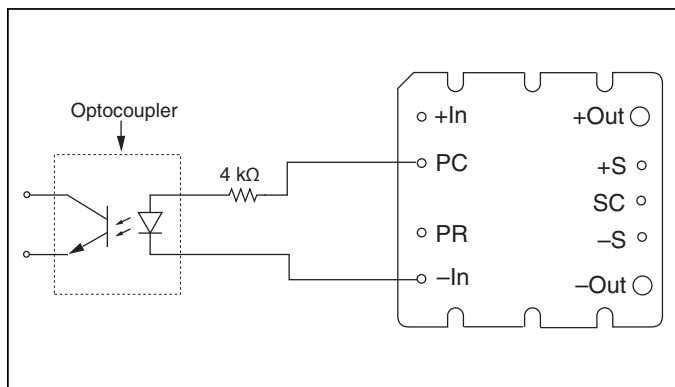 Optocoupler
4 kΩ
+In
PC
PR
–In
+Out
+S
SC
–S
–Out